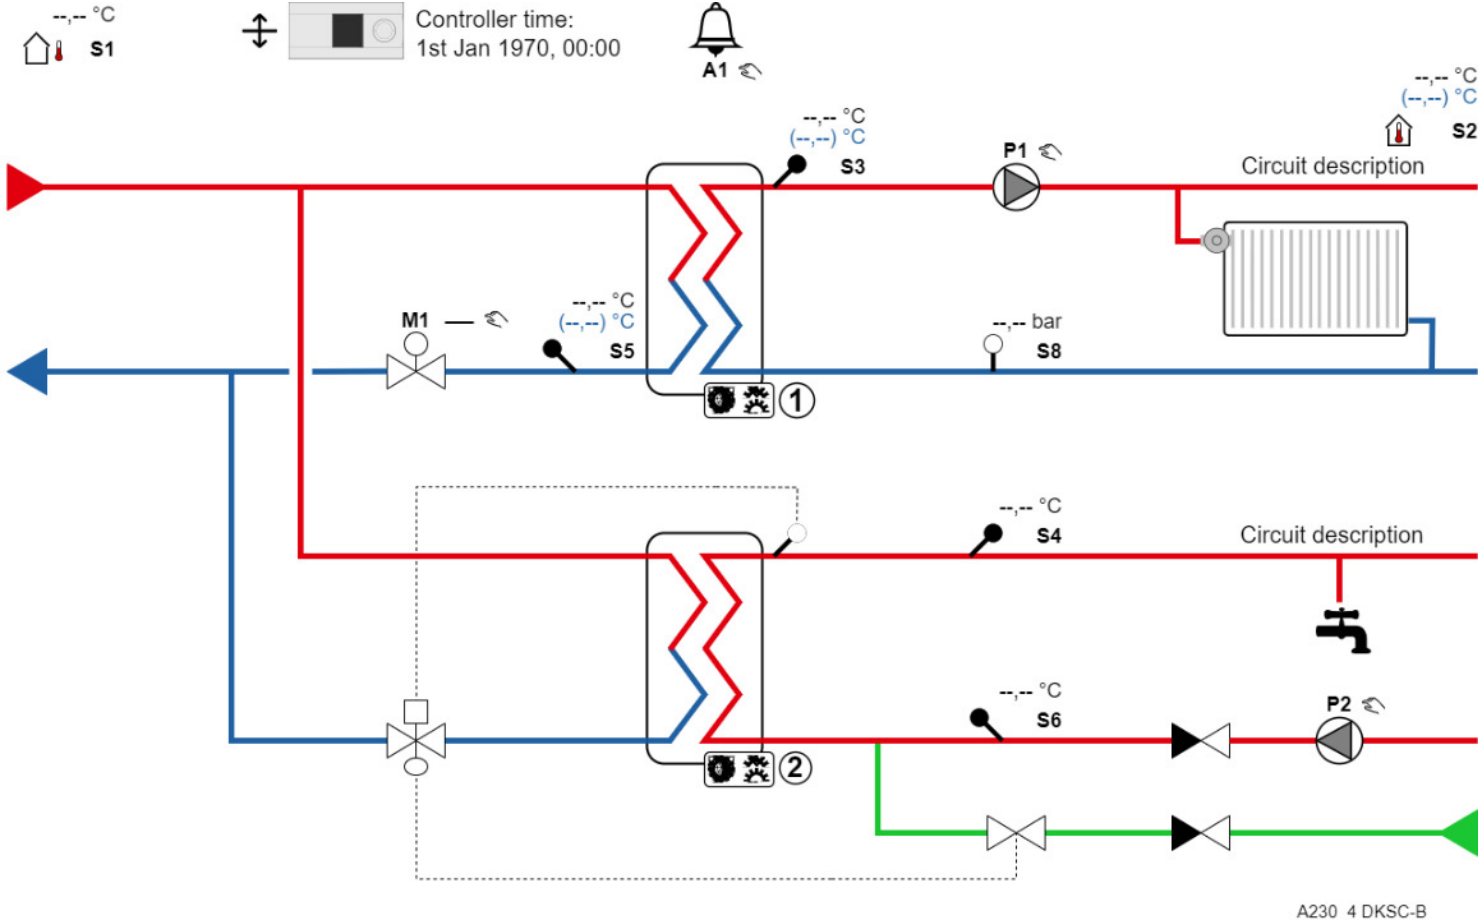 --,-- °C
S1
Controller time:
1st Jan 1970, 00:00
A1
--,-- °C
(--,--) °C
S2
--,-- °C
(--,--) °C
S3
P1
Circuit description
M1
--,-- °C
(--,--) °C
S5
--,-- bar
S8
1
--,-- °C
S4
Circuit description
--,-- °C
S6
P2
2
A230 4 DKSC-B